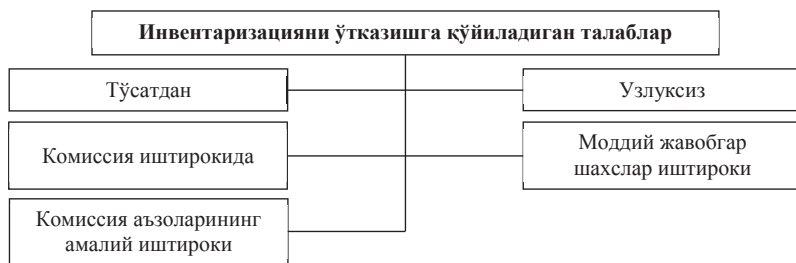 Инвентаризацияни ўтказишга қўйиладиган талаблар
Тўсатдан
Узлуксиз
Комиссия иштирокида
Моддий жавобгар
шахслар иштироки
Комиссия аъзоларининг
амалий иштироки